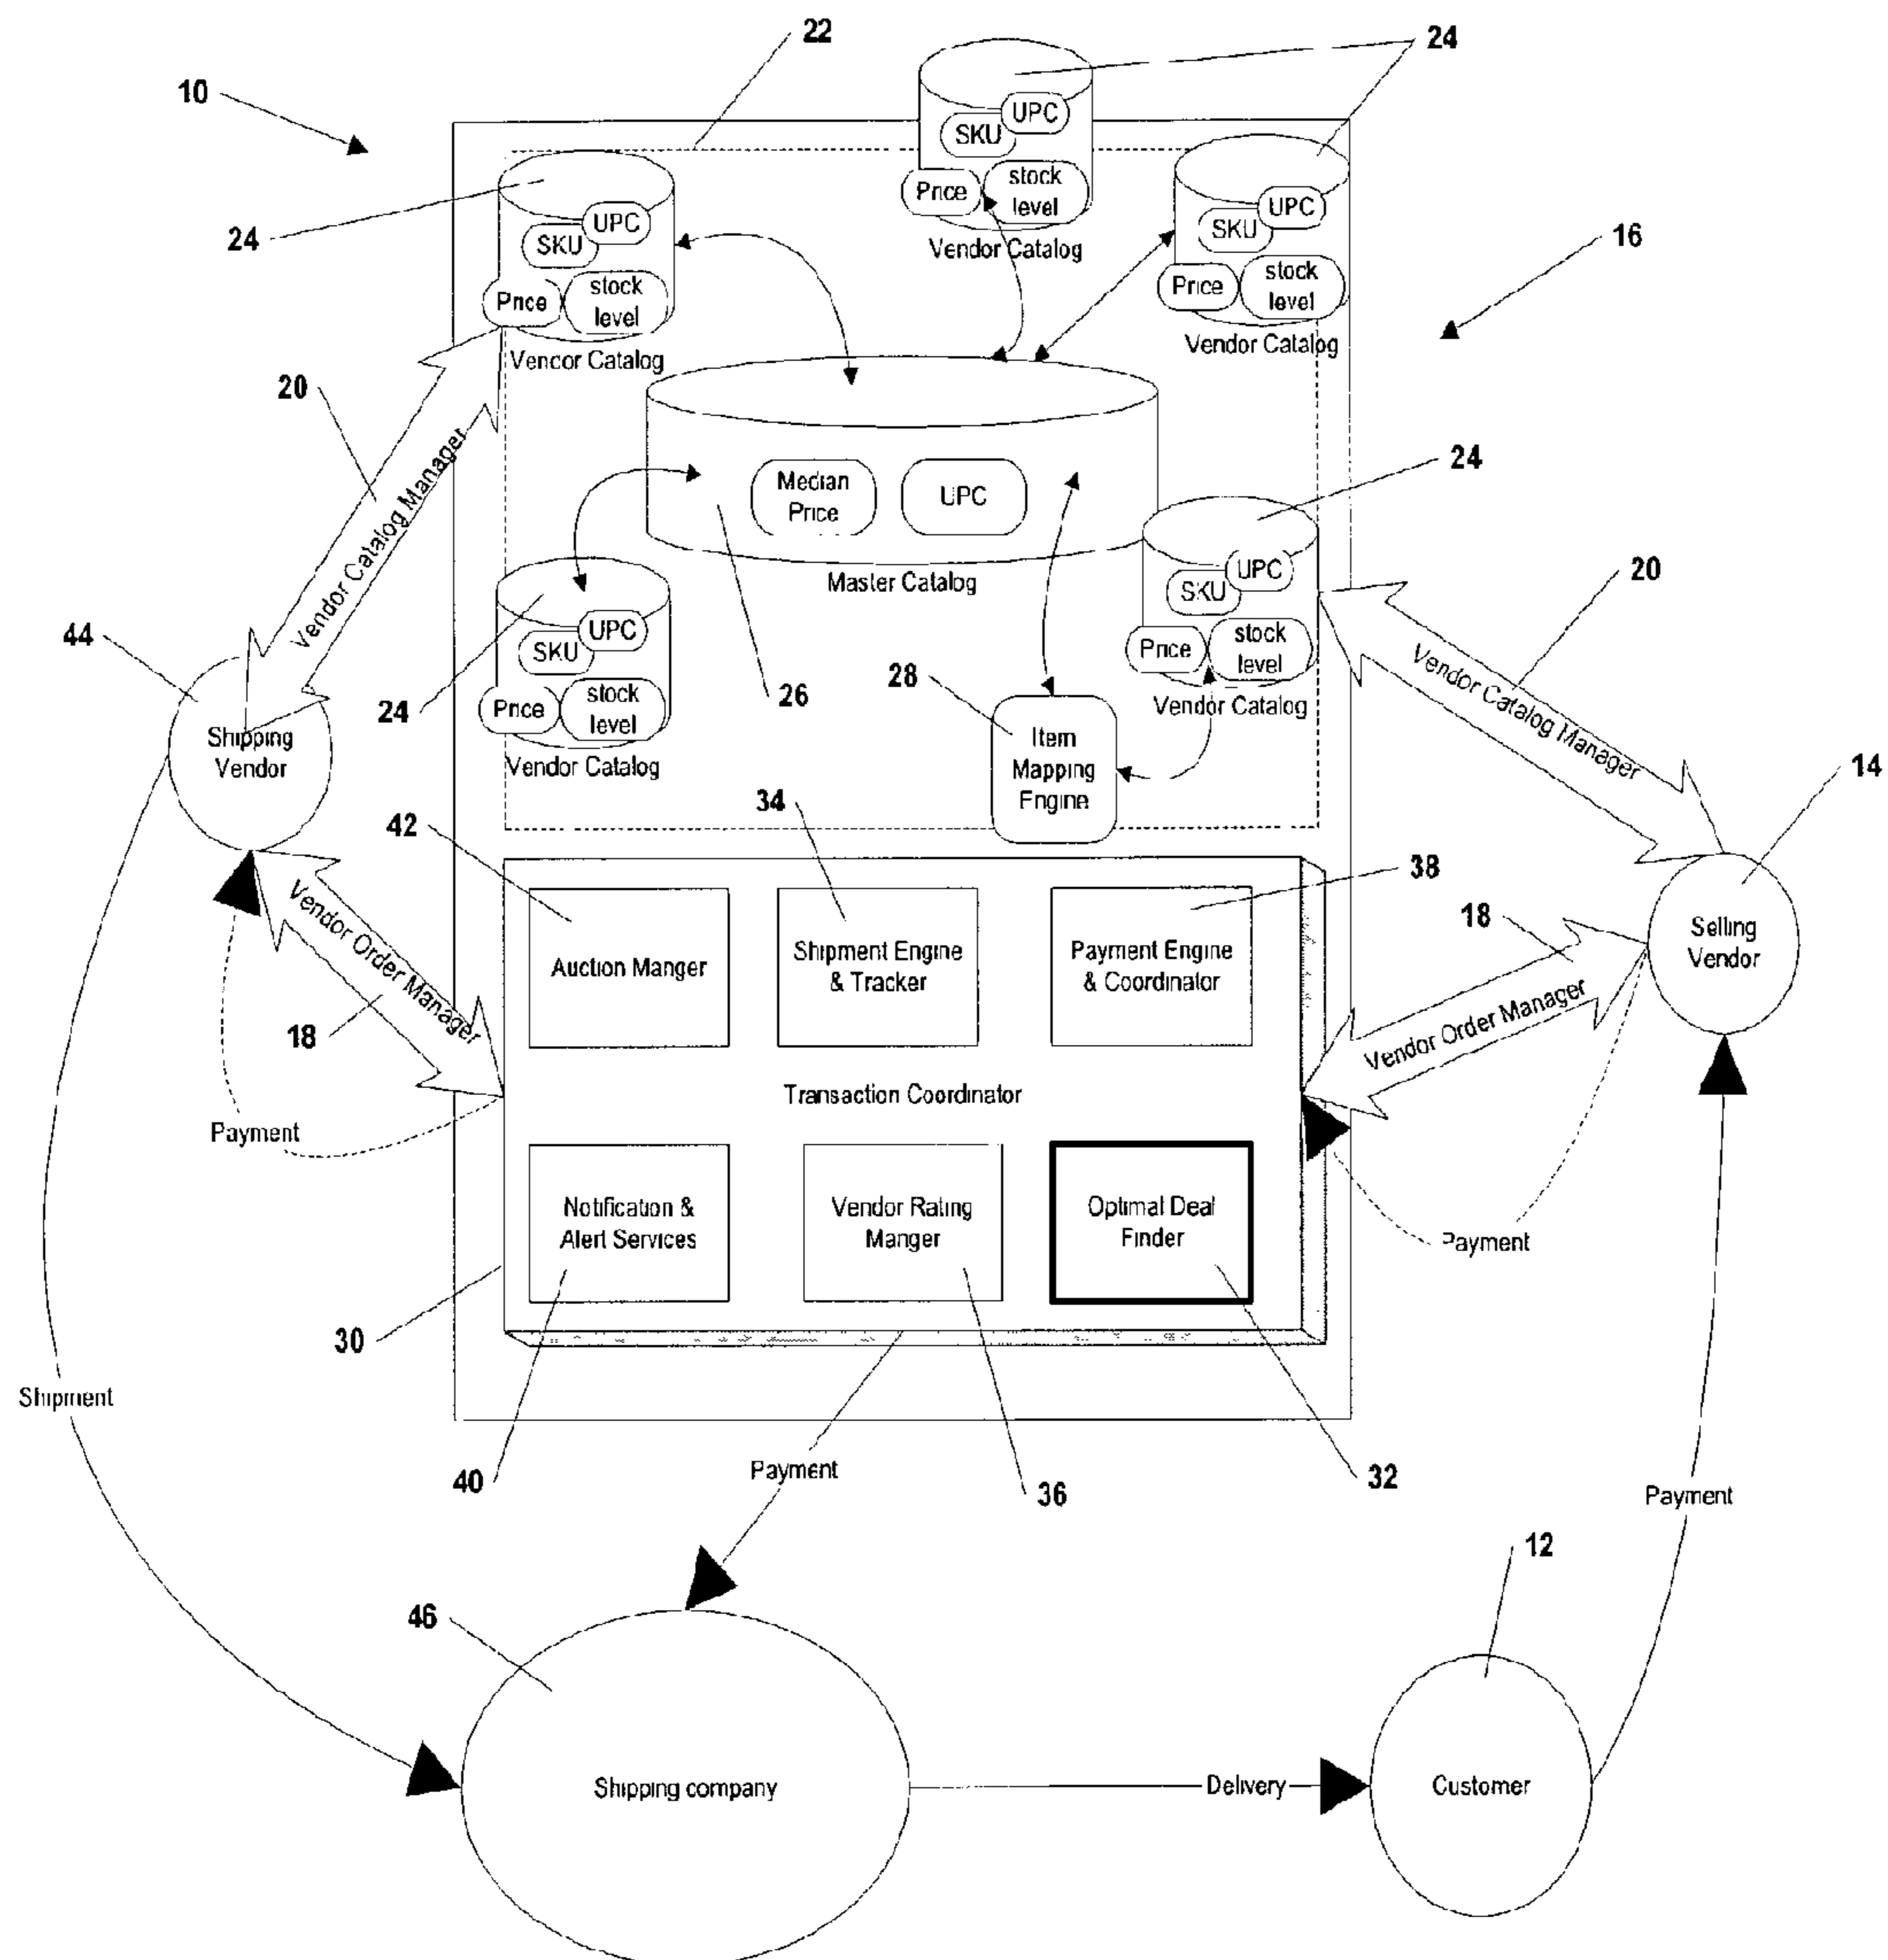 22
24
10
UPC
SKU
Price
stock
level
Vendor Catalog
24
UPC
SKU
Price
stock
level
Vencor Catalog
UPC
SKU
Price
stock
level
Vendor Catalog
16
20
Vendor Catalog Manager
Median
Price
UPC
26
Master Catalog
24
UPC
SKU
Price
stock
level
Vendor Catalog
20
Vendor Catalog Manager
44
Shipping
Vendor
24
UPC
SKU
Price
stock
level
Vendor Catalog
28
Item
Mapping
Engine
14
Selling
Vendor
42
34
38
18
Vendor Order Manager
18
Vendor Order Manager
Auction Manger
Shipment Engine
& Tracker
Payment Engine
& Coordinator
Transaction Coordinator
Payment
Payment
Notification &
Alert Services
Vendor Rating
Manger
Optimal Deal
Finder
30
Shipment
40
Payment
36
32
Payment
12
46
Shipping company
Delivery
Customer